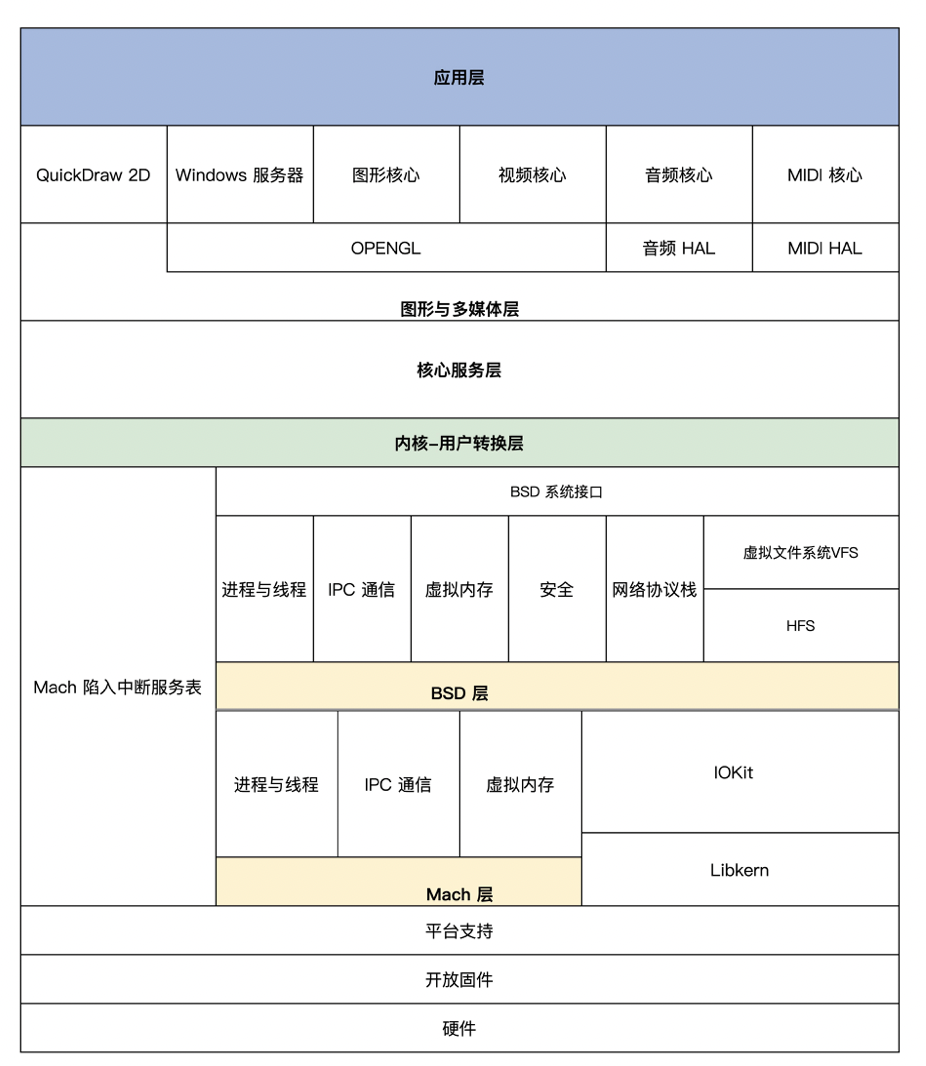 应用层
QuickDraw 2D
Windows 服务器
图形核心
视频核心
音频核心
MIDI 核心
OPENGL
音频 HAL
MIDI HAL
图形与多媒体层
核心服务层
内核–用户转换层
Mach 陷入中断服务表
BSD 系统接口
进程与线程
IPC 通信
虚拟内存
安全
网络协议栈
虚拟文件系统VFS
HFS
BSD 层
进程与线程
IPC 通信
虚拟内存
IOKit
Libkern
Mach 层
平台支持
开放固件
硬件